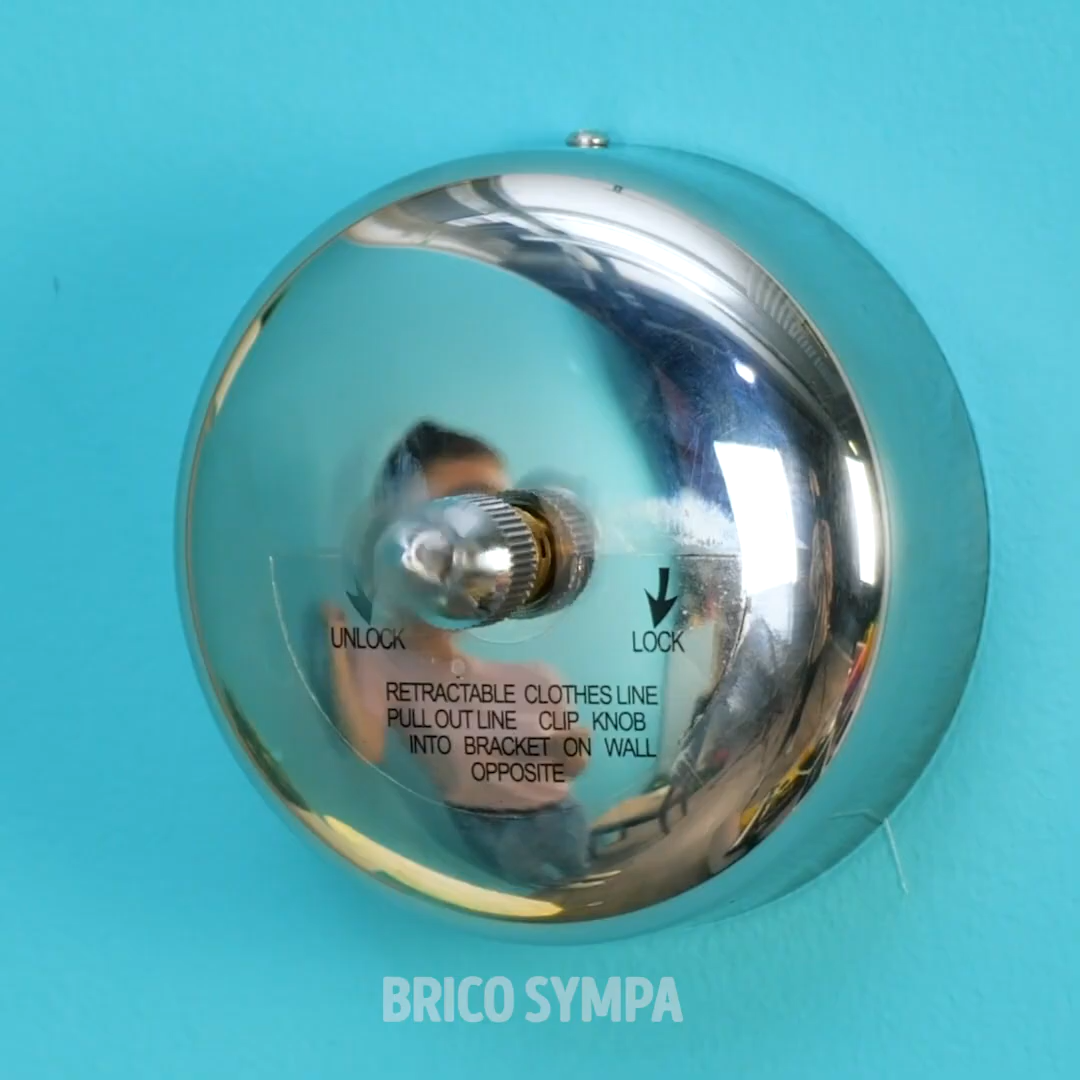 UNLOCK LOCK
RETRACTABLE CLOTHES LINE
PULL OUT LINE CLIP KNOB
INTO BRACKET ON WALL
OPPOSITE
BRICO SYMPA